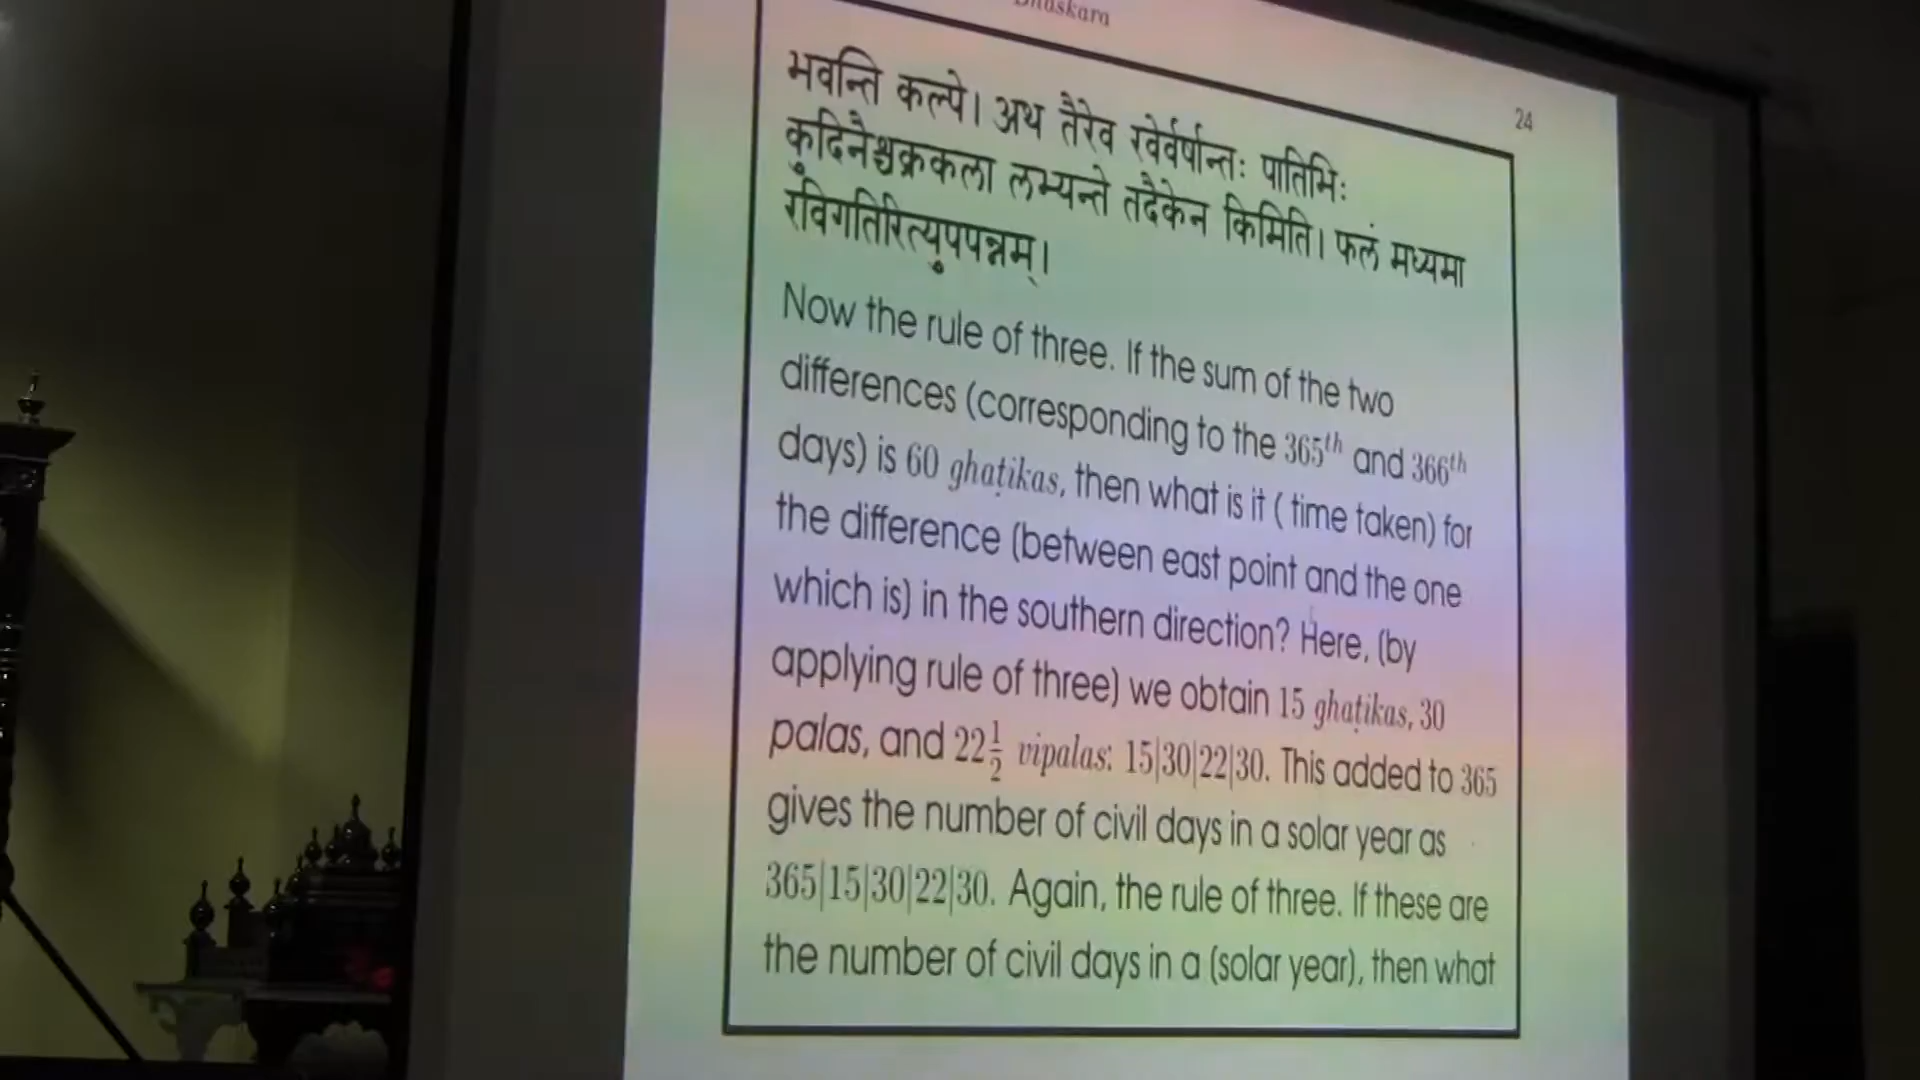 Bhaskara
24
भवन्ति कल्पे। अथ तैरेव रवेर्वर्षान्तः पातिभिः
कुदिनैश्चक्रकला लभ्यन्ते तदैकेन किमिति। फलं मध्यमा
रविगतिरित्युपपन्नम्।
Now the rule of three. If the sum of the two
differences (corresponding to the 365th and 366th
days) is 60 ghaṭikas, then what is it ( time taken) for
the difference (between east point and the one
which is) in the southern direction? Here, (by
applying rule of three) we obtain 15 ghaṭikas, 30
palas, and 22½ vipalas: 15|30|22|30. This added to 365
gives the number of civil days in a solar year as
365|15|30|22|30. Again, the rule of three. If these are
the number of civil days in a (solar year), then what